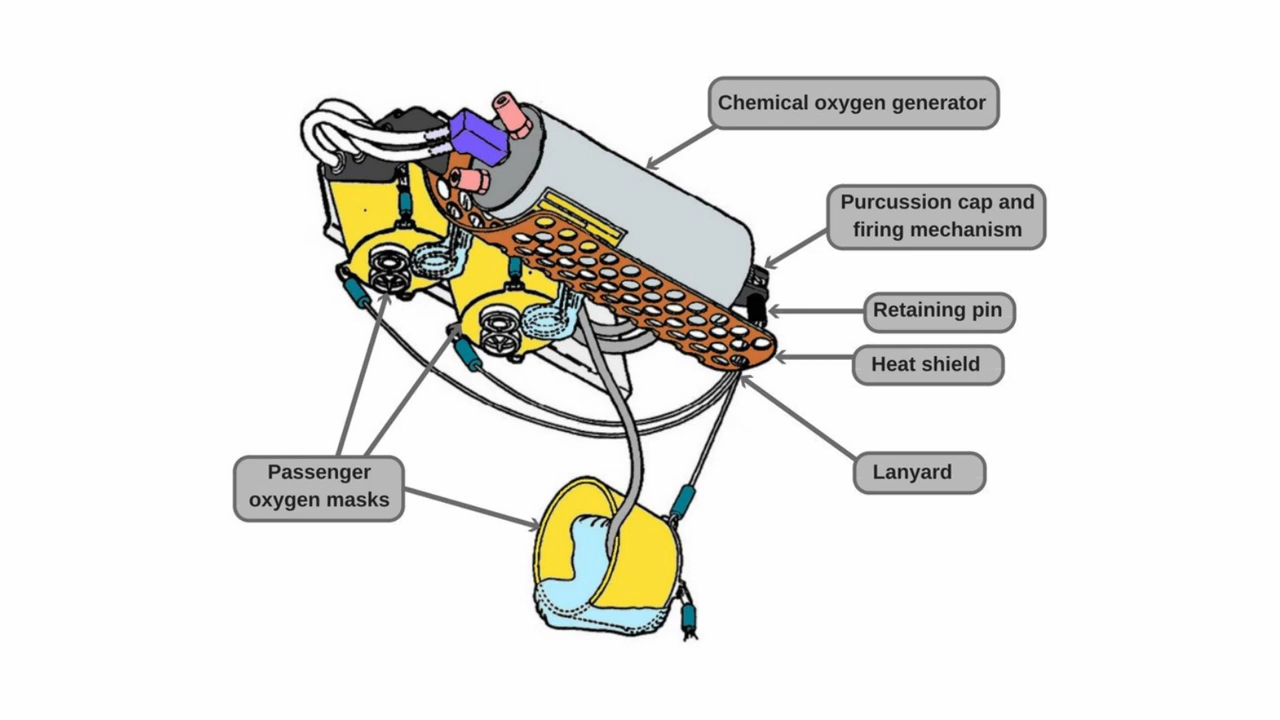 Chemical oxygen generator
Purcussion cap and
firing mechanism
Retaining pin
Heat shield
Lanyard
Passenger
oxygen masks